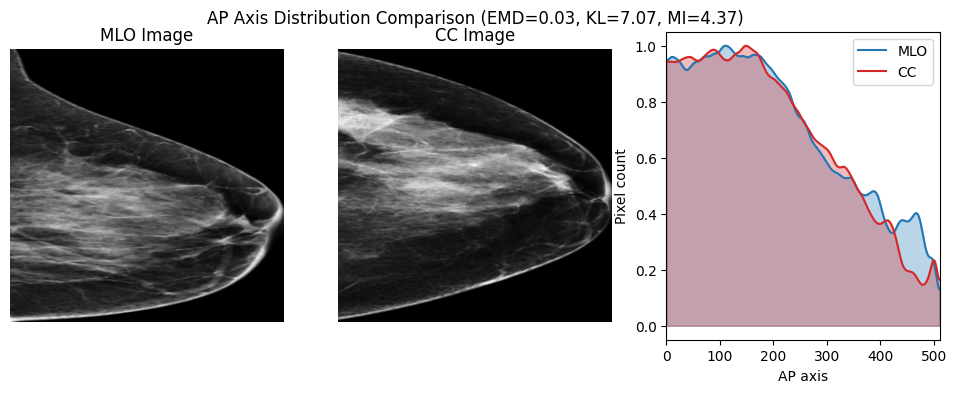 AP Axis Distribution Comparison (EMD=0.03, KL=7.07, MI=4.37)
MLO Image
CC Image
MLO
CC
Pixel count
1.0
0.8
0.6
0.4
0.2
0.0
0 100 200 300 400 500
AP axis